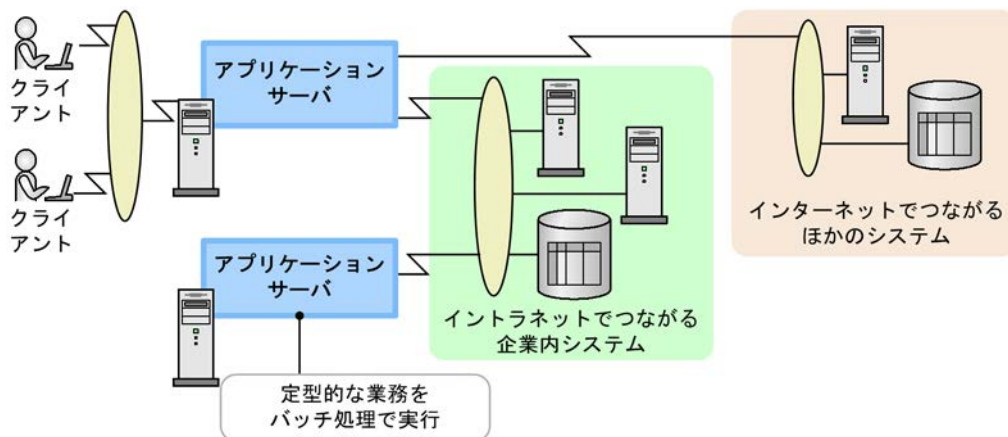 クライ
アント
クライ
アント
アプリケーション
サーバ
アプリケーション
サーバ
定型的な業務を
バッチ処理で実行
イントラネットでつながる
企業内システム
インターネットでつながる
ほかのシステム